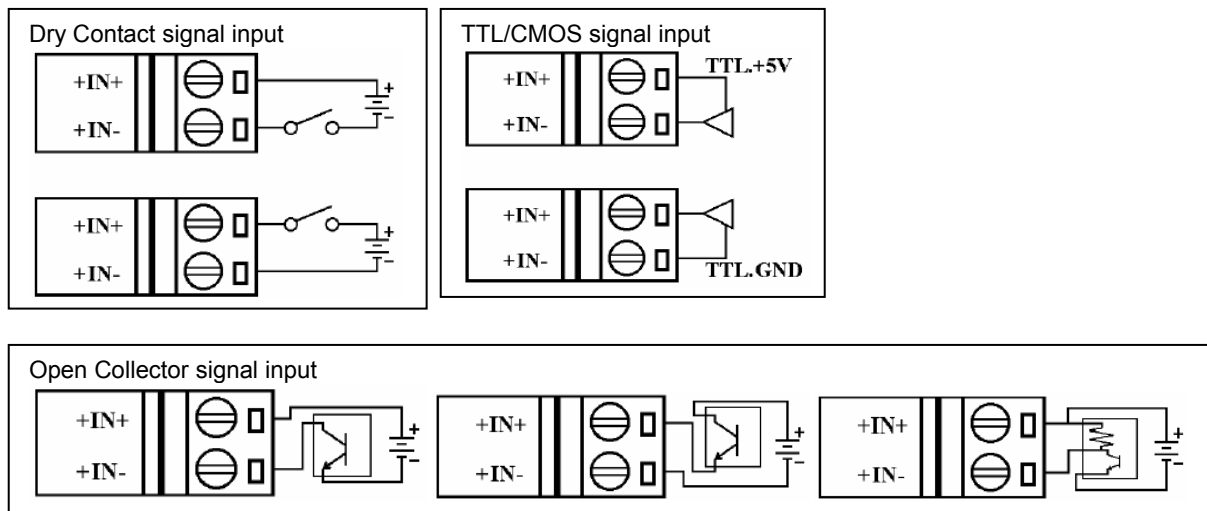 Dry Contact signal input
+IN+
+
+IN-
-
+IN+
+
+IN-
-
TTL/CMOS signal input
TTL.+5V
+IN+
+IN-
+IN+
+IN-
TTL.GND
Open Collector signal input
+IN+
+
+IN-
-
+IN+
+
+IN-
-
+IN+
+
+IN-
-